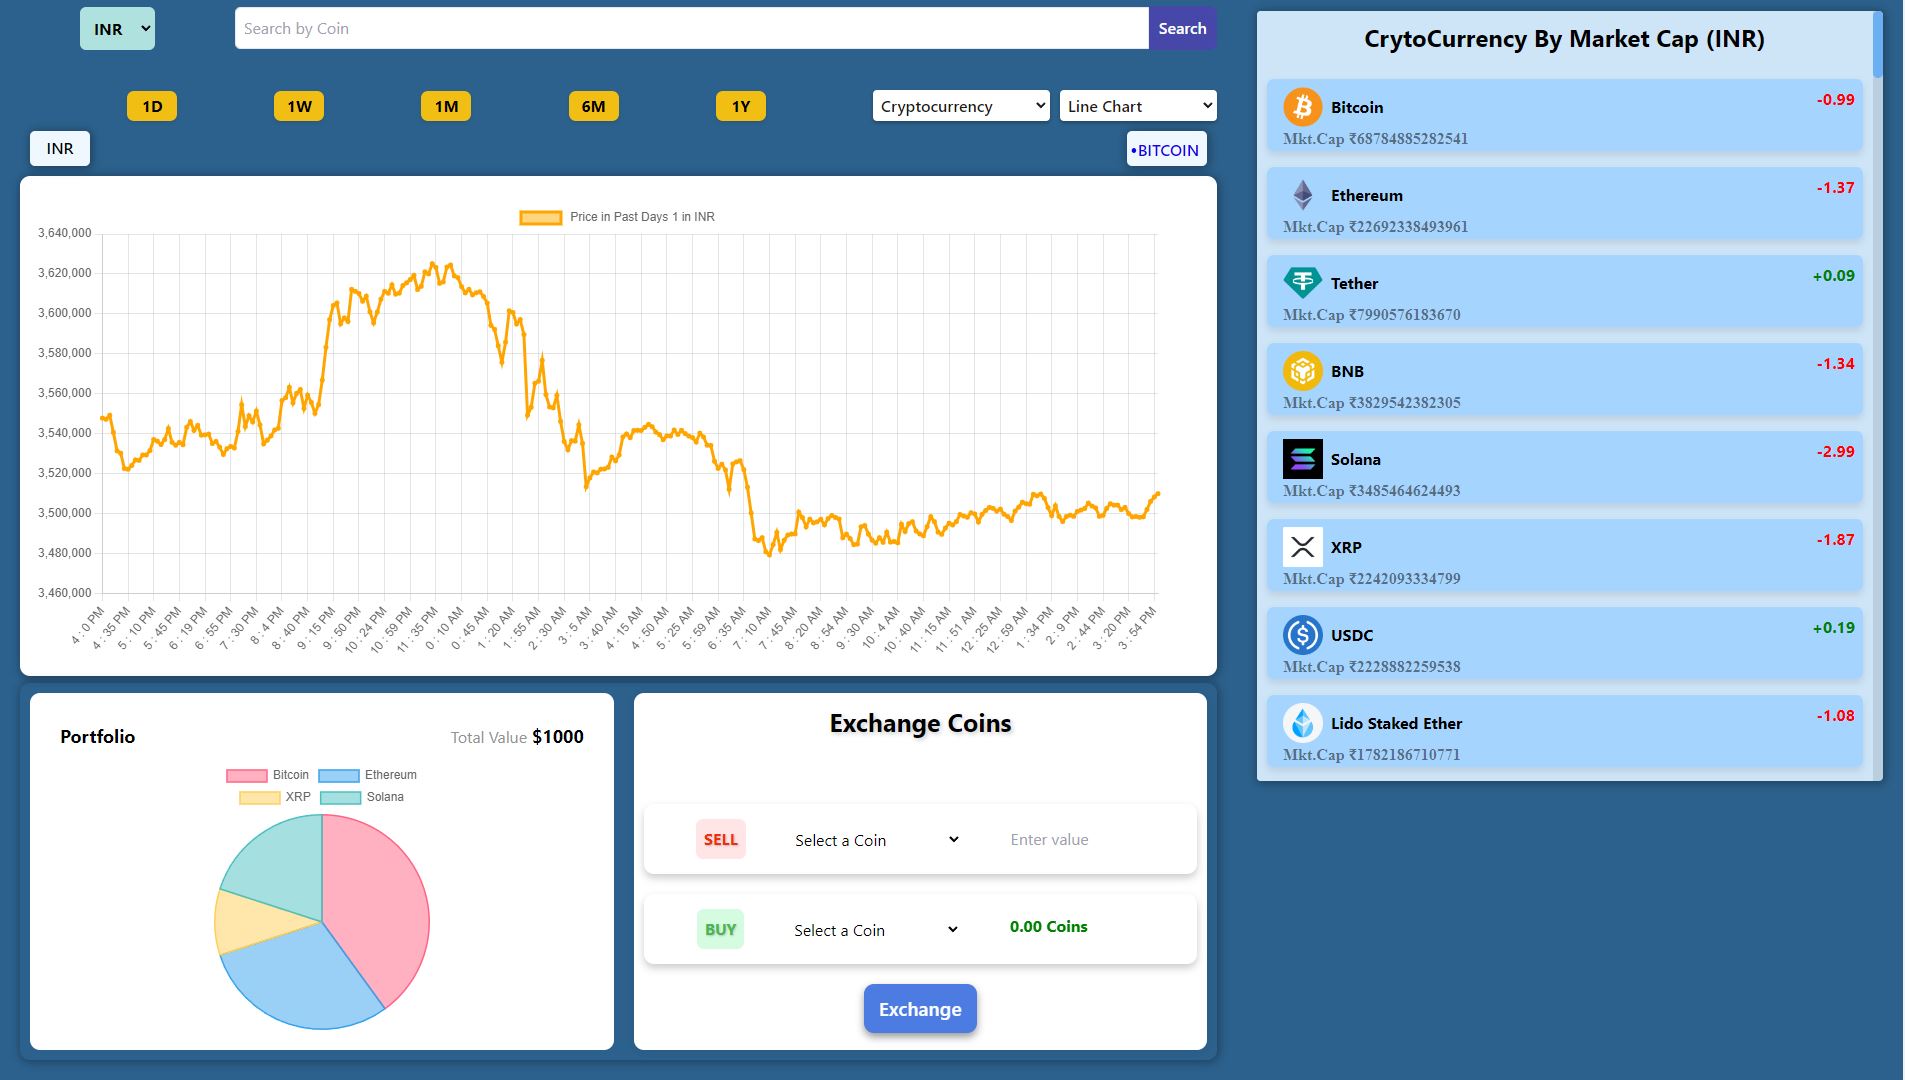 INR
Search by Coin
Search
1D
1W
1M
6M
1Y
Cryptocurrency
Line Chart
INR
•BITCOIN
Price in Past Days 1 in INR
3,640,000
3,620,000
3,600,000
3,580,000
3,560,000
3,540,000
3,520,000
3,500,000
3,480,000
3,460,000
4 : 0 PM
4 : 35 PM
5 : 10 PM
5 : 45 PM
6 : 19 PM
6 : 55 PM
7 : 30 PM
8 : 4 PM
8 : 40 PM
9 : 15 PM
9 : 50 PM
10 : 24 PM
10 : 59 PM
11 : 35 PM
0 : 10 AM
0 : 45 AM
1 : 20 AM
1 : 55 AM
2 : 30 AM
3 : 5 AM
3 : 40 AM
4 : 15 AM
4 : 50 AM
5 : 25 AM
5 : 59 AM
6 : 35 AM
7 : 10 AM
7 : 45 AM
8 : 20 AM
8 : 54 AM
9 : 30 AM
10 : 4 AM
10 : 40 AM
11 : 15 AM
11 : 51 AM
12 : 25 AM
12 : 59 AM
1 : 34 PM
2 : 9 PM
2 : 44 PM
3 : 20 PM
3 : 54 PM
Portfolio
Total Value $1000
Bitcoin
Ethereum
XRP
Solana
Exchange Coins
SELL
Select a Coin
Enter value
BUY
Select a Coin
0.00 Coins
Exchange
CrytoCurrency By Market Cap (INR)
Bitcoin
-0.99
Mkt.Cap ₹68784885282541
Ethereum
-1.37
Mkt.Cap ₹22692338493961
Tether
+0.09
Mkt.Cap ₹7990576183670
BNB
-1.34
Mkt.Cap ₹3829542382305
Solana
-2.99
Mkt.Cap ₹3485464624493
XRP
-1.87
Mkt.Cap ₹2242093334799
USDC
+0.19
Mkt.Cap ₹2228882259538
Lido Staked Ether
-1.08
Mkt.Cap ₹1782186710771